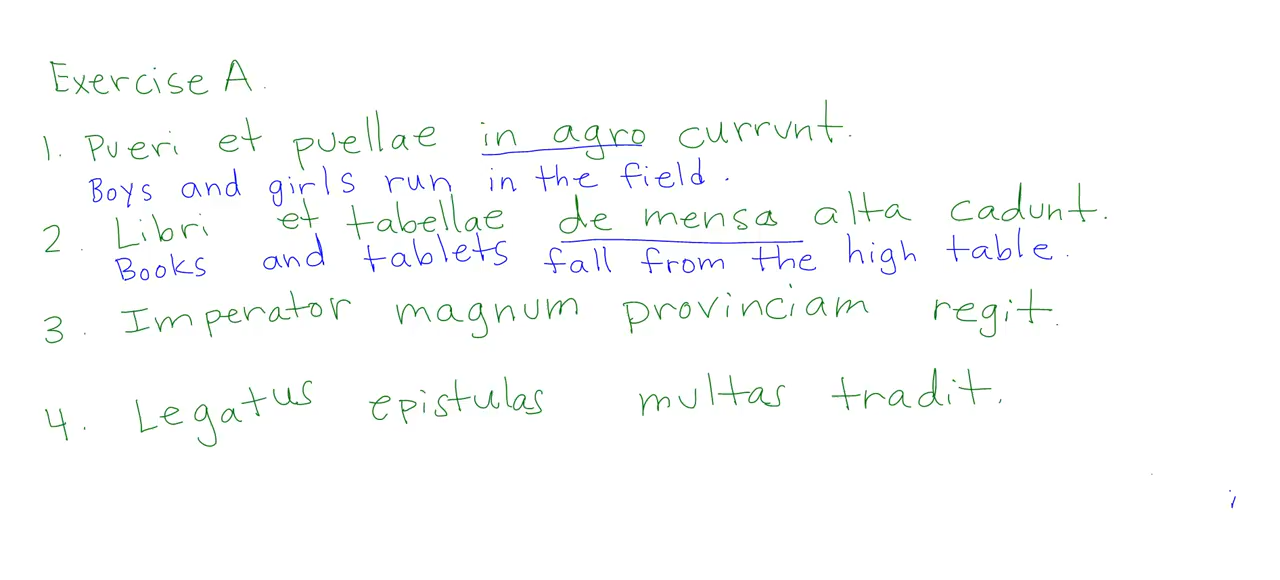 Exercise A.
1. Pueri et puellae in agro currunt.
Boys and girls run in the field.
2. Libri et tabellae de mensa alta cadunt.
Books and tablets fall from the high table.
3. Imperator magnum provinciam regit.
4. Legatus epistulas multas tradit.